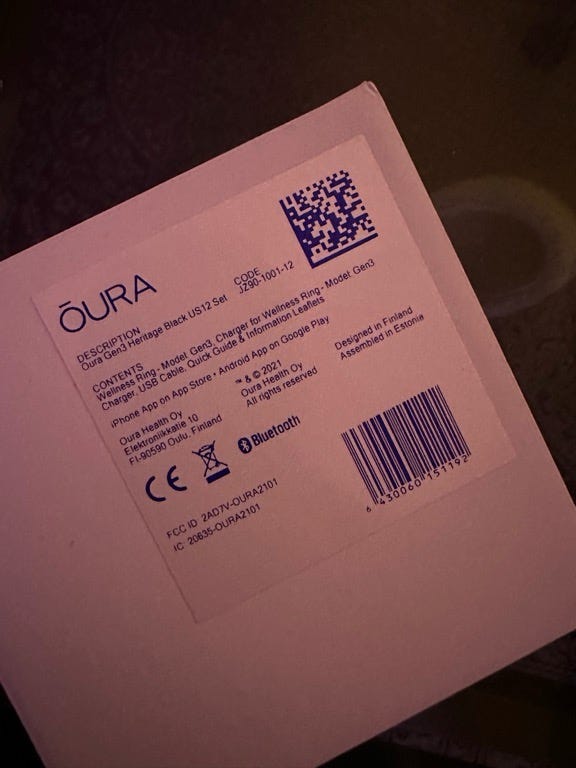 ŌURA
DESCRIPTION
Oura Gen3 Heritage Black US12 Set
CODE
JZ90-1001-12
CONTENTS
Wellness Ring - Model: Gen3, Charger for Wellness Ring - Model: Gen3
Charger, USB Cable, Quick Guide & Information Leaflets
iPhone App on App Store • Android App on Google Play
Oura Health Oy
Elektroniikkatie 10
FI-90590 Oulu, Finland
™ & © 2021
Oura Health Oy
All rights reserved
Designed in Finland
Assembled in Estonia
CE
Bluetooth
FCC ID 2AD7V-OURA2101
IC 20635-OURA2101
6 430060 151192